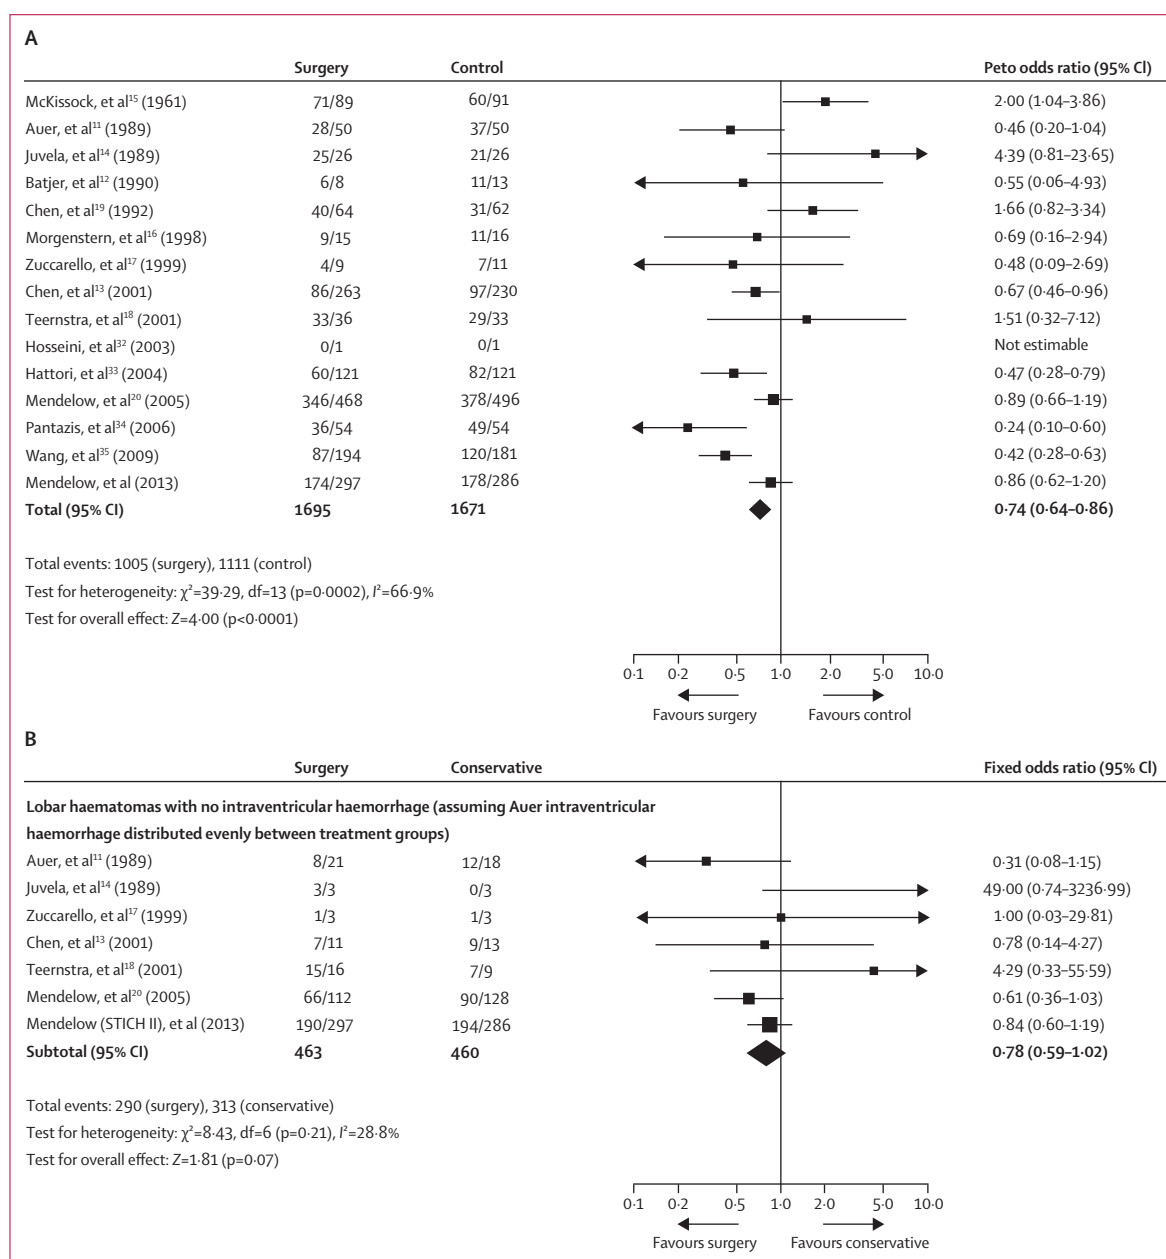 A
Surgery Control Peto odds ratio (95% CI)
McKissock, et al¹⁵ (1961) 71/89 60/91 2·00 (1·04–3·86)
Auer, et al¹¹ (1989) 28/50 37/50 0·46 (0·20–1·04)
Juvela, et al¹⁴ (1989) 25/26 21/26 4·39 (0·81–23·65)
Batjer, et al¹² (1990) 6/8 11/13 0·55 (0·06–4·93)
Chen, et al¹⁹ (1992) 40/64 31/62 1·66 (0·82–3·34)
Morgenstern, et al¹⁶ (1998) 9/15 11/16 0·69 (0·16–2·94)
Zuccarello, et al¹⁷ (1999) 4/9 7/11 0·48 (0·09–2·69)
Chen, et al¹³ (2001) 86/263 97/230 0·67 (0·46–0·96)
Teernstra, et al¹⁸ (2001) 33/36 29/33 1·51 (0·32–7·12)
Hosseini, et al³² (2003) 0/1 0/1 Not estimable
Hattori, et al³³ (2004) 60/121 82/121 0·47 (0·28–0·79)
Mendelow, et al²⁰ (2005) 346/468 378/496 0·89 (0·66–1·19)
Pantazis, et al³⁴ (2006) 36/54 49/54 0·24 (0·10–0·60)
Wang, et al³⁵ (2009) 87/194 120/181 0·42 (0·28–0·63)
Mendelow, et al (2013) 174/297 178/286 0·86 (0·62–1·20)
Total (95% CI) 1695 1671 0·74 (0·64–0·86)
Total events: 1005 (surgery), 1111 (control)
Test for heterogeneity: χ²=39·29, df=13 (p=0·0002), I²=66·9%
Test for overall effect: Z=4·00 (p<0·0001)
0·1 0·2 0·5 1·0 2·0 5·0 10·0
Favours surgery Favours control
B
Surgery Conservative Fixed odds ratio (95% CI)
Lobar haematomas with no intraventricular haemorrhage (assuming Auer intraventricular
haemorrhage distributed evenly between treatment groups)
Auer, et al¹¹ (1989) 8/21 12/18 0·31 (0·08–1·15)
Juvela, et al¹⁴ (1989) 3/3 0/3 49·00 (0·74–3236·99)
Zuccarello, et al¹⁷ (1999) 1/3 1/3 1·00 (0·03–29·81)
Chen, et al¹³ (2001) 7/11 9/13 0·78 (0·14–4·27)
Teernstra, et al¹⁸ (2001) 15/16 7/9 4·29 (0·33–55·59)
Mendelow, et al²⁰ (2005) 66/112 90/128 0·61 (0·36–1·03)
Mendelow (STICH II), et al (2013) 190/297 194/286 0·84 (0·60–1·19)
Subtotal (95% CI) 463 460 0·78 (0·59–1·02)
Total events: 290 (surgery), 313 (conservative)
Test for heterogeneity: χ²=8·43, df=6 (p=0·21), I²=28·8%
Test for overall effect: Z=1·81 (p=0·07)
0·1 0·2 0·5 1·0 2·0 5·0 10·0
Favours surgery Favours conservative